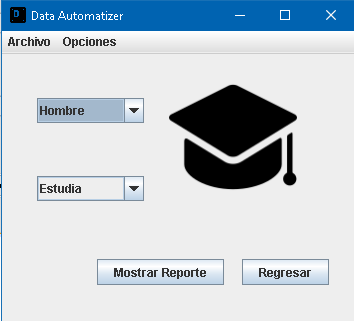 Data Automatizer
Archivo Opciones
Hombre
Estudia
Mostrar Reporte Regresar